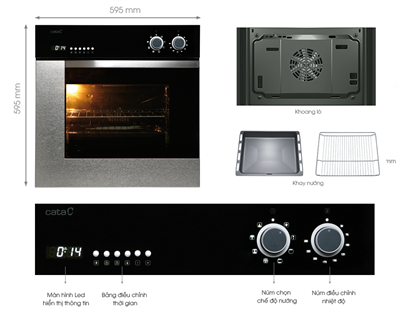 595 mm
595 mm
cata
0:14
Khoang lò
mm
Khay nướng
cata
0:14
Màn hình Led
hiển thị thông tin
Bảng điều chỉnh
thời gian
Núm chọn
chế độ nướng
Núm điều chỉnh
nhiệt độ